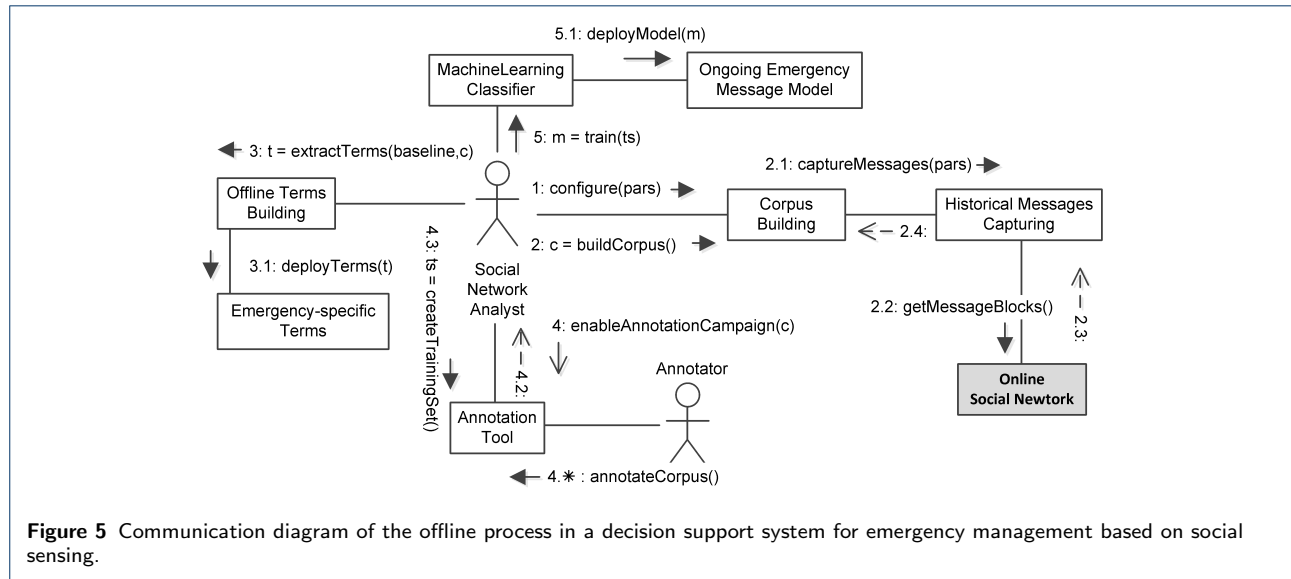 5.1: deployModel(m)
MachineLearning
Classifier
Ongoing Emergency
Message Model
5: m = train(ts)
3: t = extractTerms(baseline,c)
2.1: captureMessages(pars)
Offline Terms
Building
1: configure(pars)
Corpus
Building
Historical Messages
Capturing
2.4:
2: c = buildCorpus()
4.3: ts = createTrainingSet()
3.1: deployTerms(t)
Social
Network
Analyst
Emergency-specific
Terms
2.2: getMessageBlocks()
2.3:
4: enableAnnotationCampaign(c)
4.2:
Annotator
Online
Social Newtork
Annotation
Tool
4.* : annotateCorpus()
Figure 5 Communication diagram of the offline process in a decision support system for emergency management based on social
sensing.